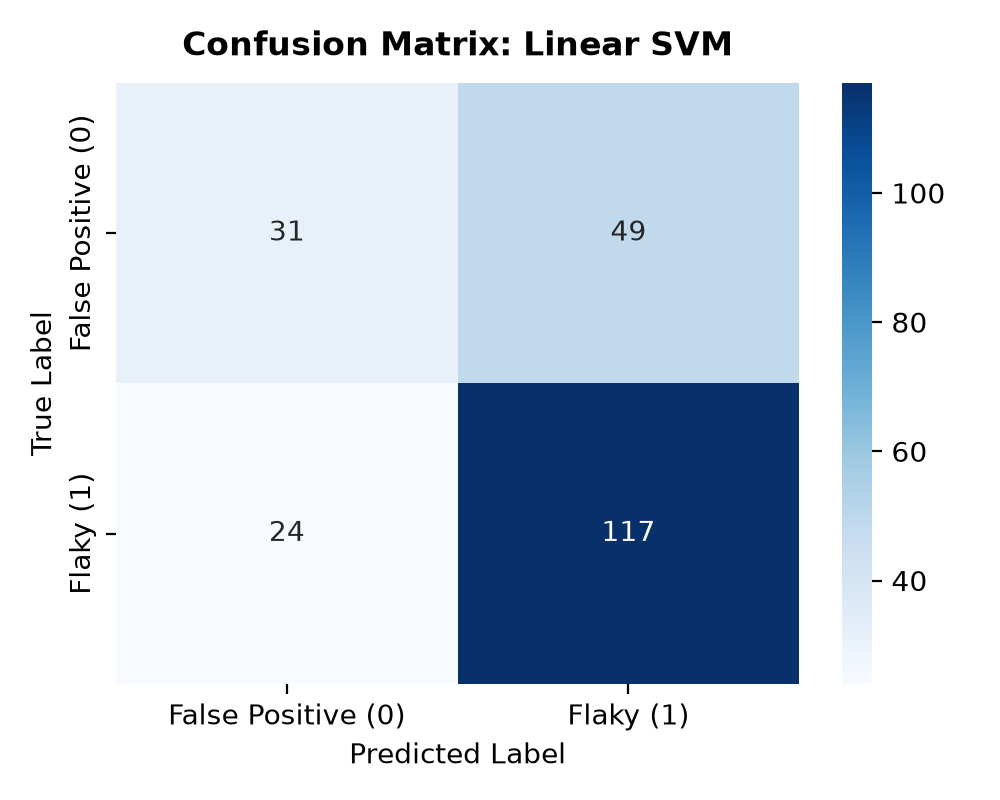 Confusion Matrix: Linear SVM
True Label
False Positive (0)
31
49
Flaky (1)
24
117
False Positive (0)
Flaky (1)
Predicted Label
100
80
60
40